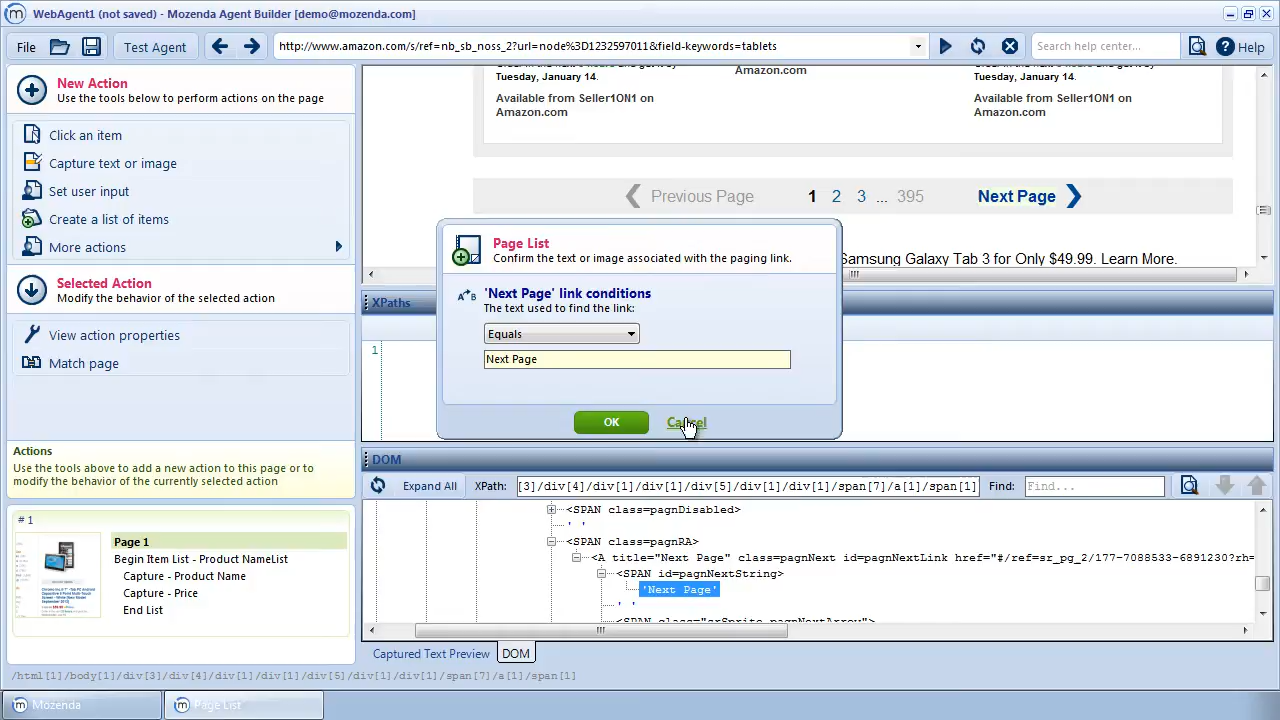 WebAgent1 (not saved) - Mozenda Agent Builder [demo@mozenda.com]
File
Test Agent
http://www.amazon.com/s/ref=nb_sb_noss_2?url=node%3D1232597011&field-keywords=tablets
Search help center...
Help
New Action
Use the tools below to perform actions on the page
Click an item
Capture text or image
Set user input
Create a list of items
More actions
Selected Action
Modify the behavior of the selected action
View action properties
Match page
Actions
Use the tools above to add a new action to this page or to
modify the behavior of the currently selected action
# 1
Page 1
Begin Item List - Product NameList
Capture - Product Name
Capture - Price
End List
Tuesday, January 14.
Available from Seller1ON1 on
Amazon.com
Amazon.com
Tuesday, January 14.
Available from Seller1ON1 on
Amazon.com
Previous Page 1 2 3 ... 395 Next Page
Samsung Galaxy Tab 3 for Only $49.99. Learn More.
Page List
Confirm the text or image associated with the paging link.
'Next Page' link conditions
The text used to find the link:
Equals
Next Page
OK
Cancel
XPaths
1
DOM
Expand All XPath: [3]/div[4]/div[1]/div[1]/div[5]/div[1]/div[1]/span[7]/a[1]/span[1] Find: Find...
<SPAN class=pagnDisabled>
' '
<SPAN class=pagnRA>
<A title="Next Page" class=pagnNext id=pagnNextLink href="#/ref=sr_pg_2/177-7088533-6891230?rh=
<SPAN id=pagnNextString>
'Next Page'
' '
<SPAN class="srSprite pagnNextArrow">
Captured Text Preview DOM
/html[1]/body[1]/div[3]/div[4]/div[1]/div[1]/div[5]/div[1]/div[1]/span[7]/a[1]/span[1]
Mozenda
Page List